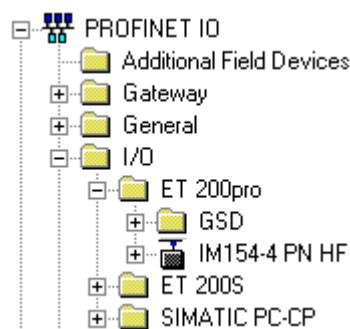 PROFINET IO
Additional Field Devices
Gateway
General
I/O
ET 200pro
GSD
IM154-4 PN HF
ET 200S
SIMATIC PC-CP